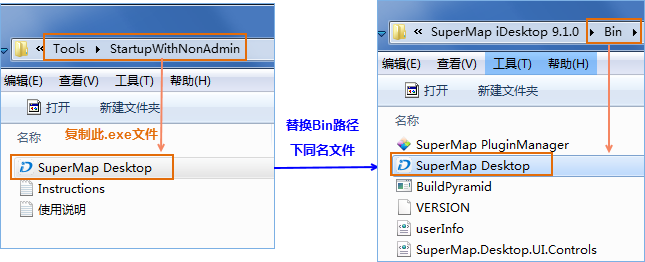 « Tools StartupWithNonAdmin
编辑(E) 查看(V) 工具(T) 帮助(H)
打开 新建文件夹
名称
复制此.exe文件
SuperMap Desktop
Instructions
使用说明
替换Bin路径
下同名文件
« SuperMap iDesktop 9.1.0 Bin
编辑(E) 查看(V) 工具(T) 帮助(H)
打开 新建文件夹
名称
SuperMap PluginManager
SuperMap Desktop
BuildPyramid
VERSION
userInfo
SuperMap.Desktop.UI.Controls